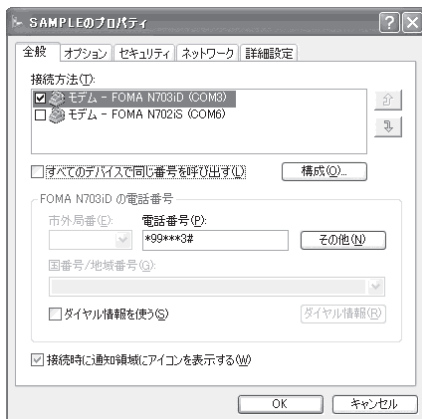 SAMPLEのプロパティ
全般 オプション セキュリティ ネットワーク 詳細設定
接続方法(T):
モデム - FOMA N703iD (COM3)
モデム - FOMA N702iS (COM6)
すべてのデバイスで同じ番号を呼び出す(L) 構成(O)...
FOMA N703iD の電話番号
市外局番(E): 電話番号(P):
*99***3# その他(N)
国番号/地域番号(G):
ダイヤル情報を使う(S) ダイヤル情報(R)
接続時に通知領域にアイコンを表示する(W)
OK キャンセル